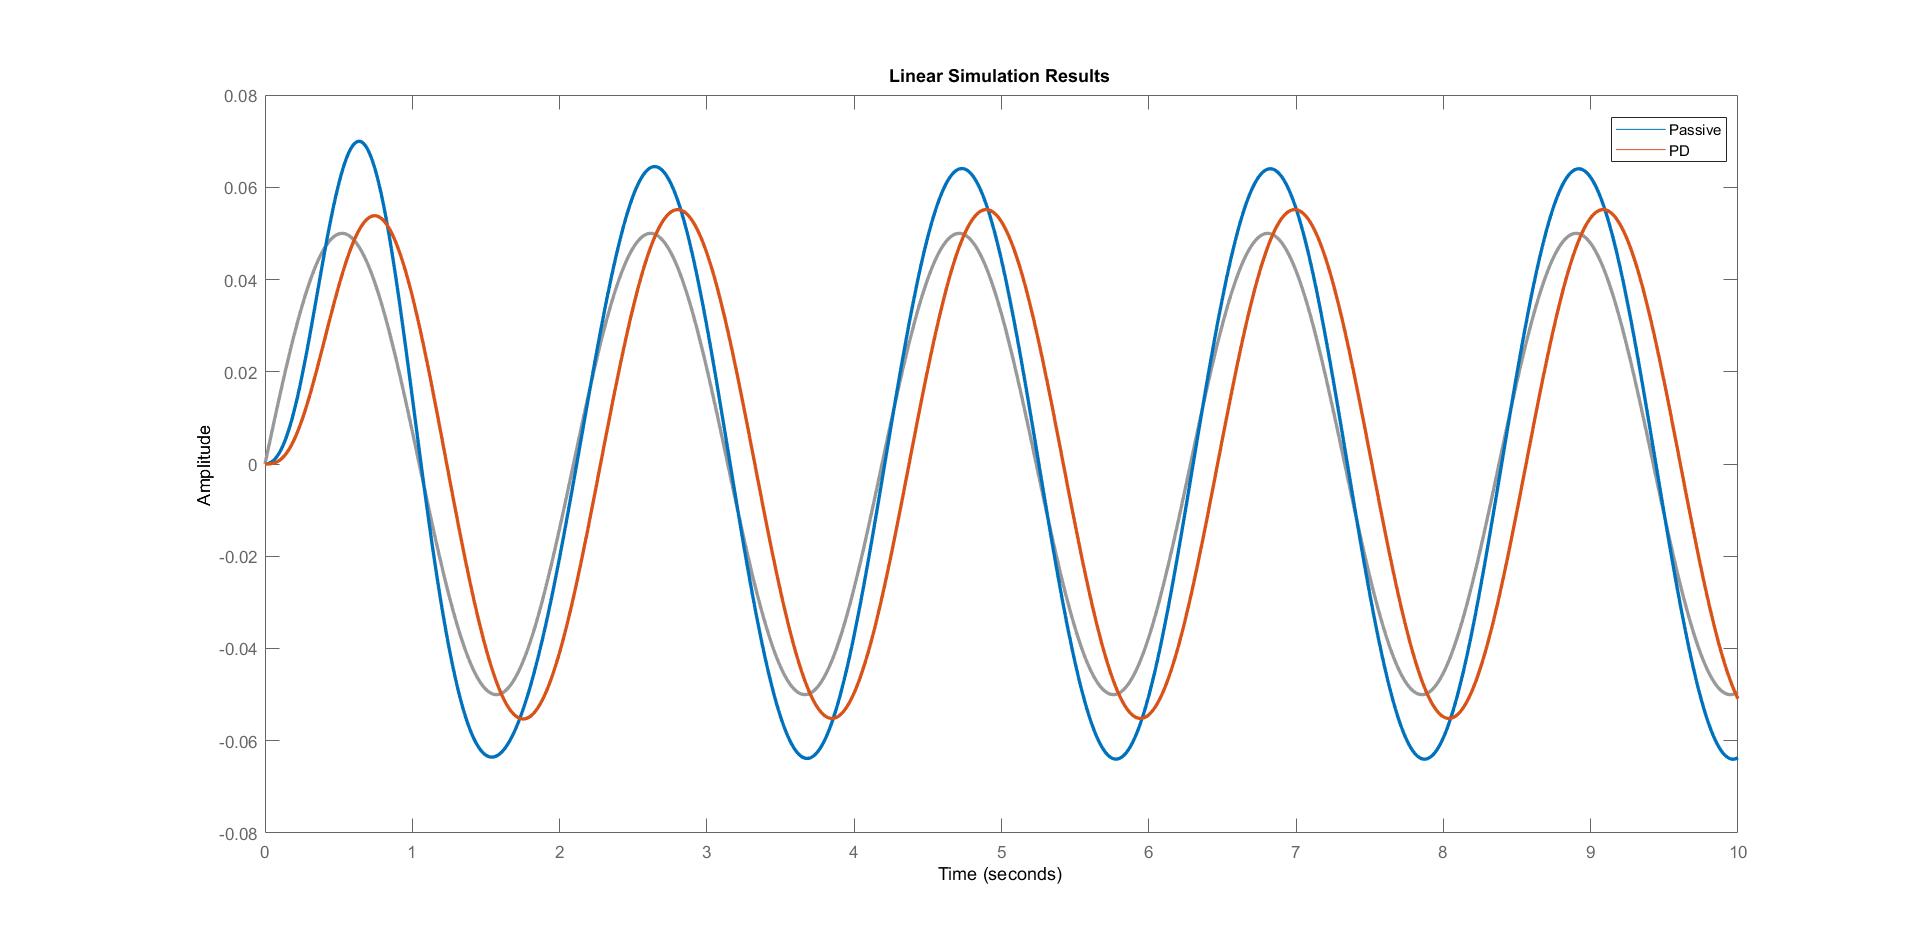 Linear Simulation Results
Passive
PD
0.08
0.06
0.04
0.02
0
-0.02
-0.04
-0.06
-0.08
Amplitude
0 1 2 3 4 5 6 7 8 9 10
Time (seconds)